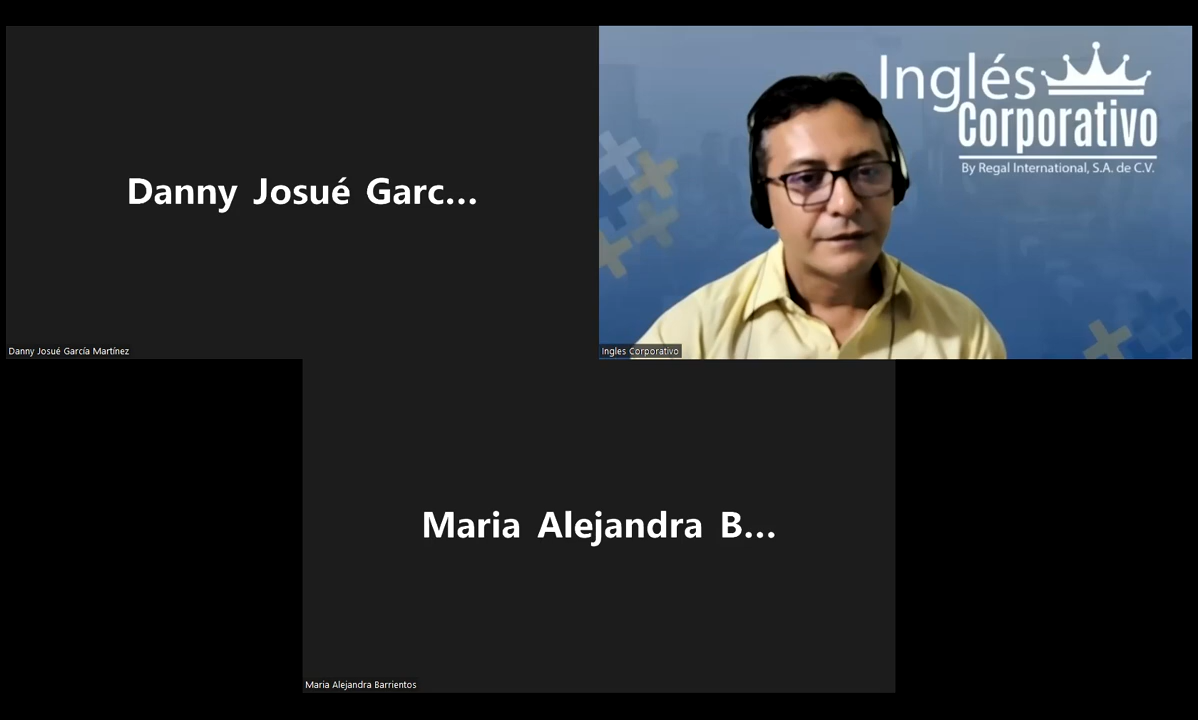 Danny Josué Garc...
Danny Josué García Martínez
Inglés
Corporativo
By Regal International, S.A. de C.V.
Ingles Corporativo
Maria Alejandra B...
Maria Alejandra Barrientos